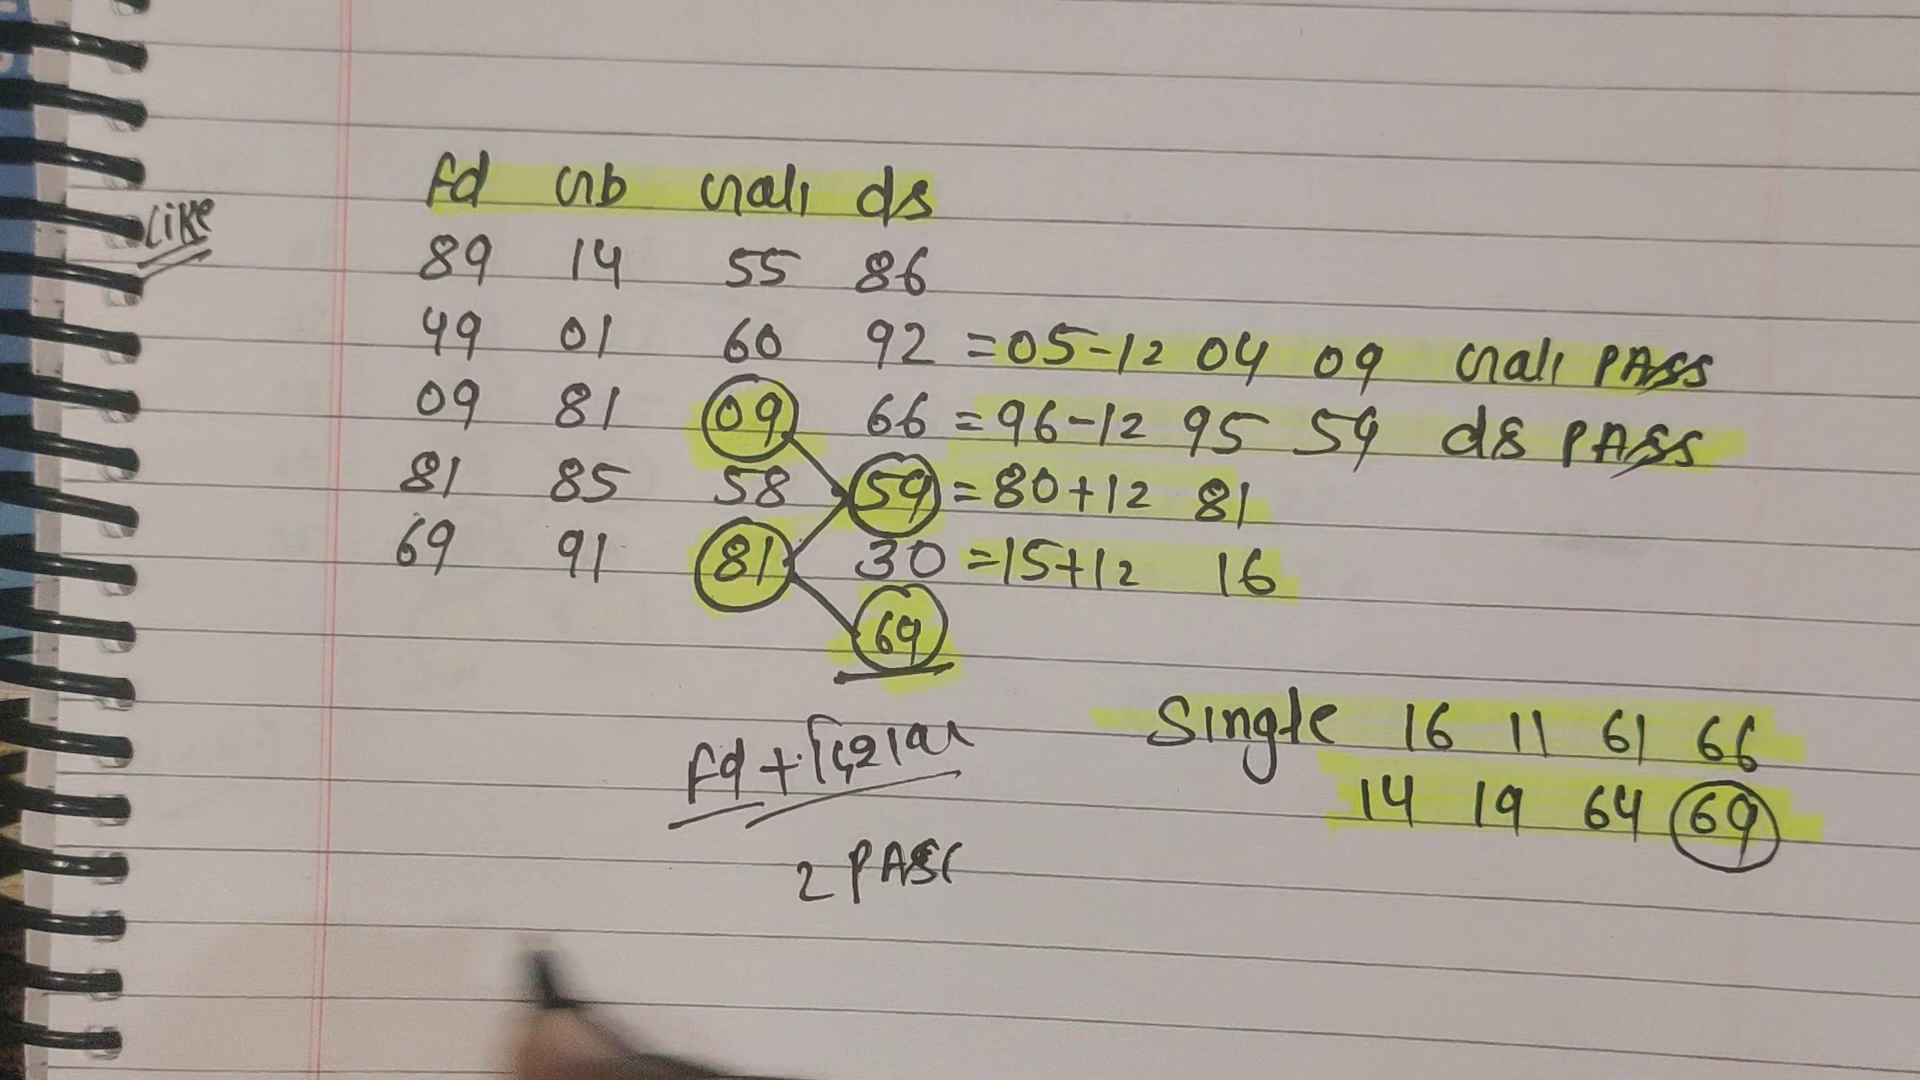 Like
Fd GB Gali ds
89 14 55 86
49 01 60 92 =05-12 04 09 Gali PASS
09 81 09 66 =96-12 95 59 ds PASS
81 85 58 59 =80+12 81
69 91 81 30 =15+12 16
69
Single 16 11 61 66
14 19 64 69
Fd +
2 PASS